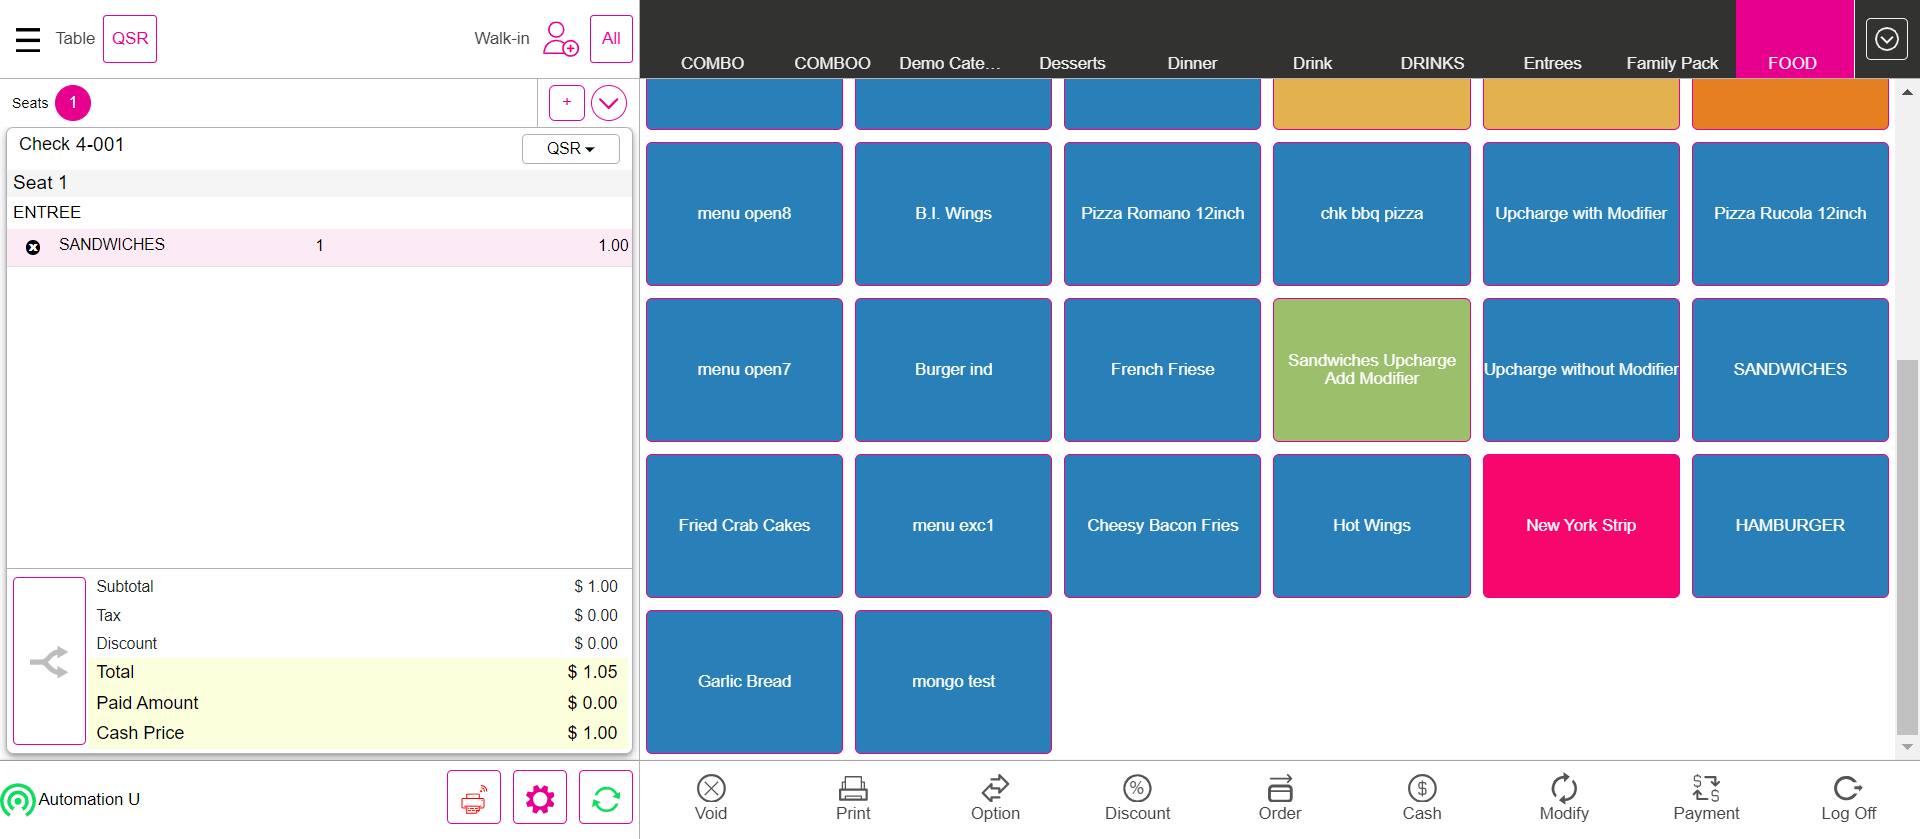 Table
QSR
Walk-in
All
COMBO
COMBOO
Demo Cate...
Desserts
Dinner
Drink
DRINKS
Entrees
Family Pack
FOOD
Seats
1
+
Check 4-001
QSR
Seat 1
ENTREE
SANDWICHES 1 1.00
Subtotal $ 1.00
Tax $ 0.00
Discount $ 0.00
Total $ 1.05
Paid Amount $ 0.00
Cash Price $ 1.00
Automation U
menu open8
B.I. Wings
Pizza Romano 12inch
chk bbq pizza
Upcharge with Modifier
Pizza Rucola 12inch
menu open7
Burger ind
French Friese
Sandwiches Upcharge
Add Modifier
Upcharge without Modifier
SANDWICHES
Fried Crab Cakes
menu exc1
Cheesy Bacon Fries
Hot Wings
New York Strip
HAMBURGER
Garlic Bread
mongo test
Void
Print
Option
%
Discount
Order
$
Cash
Modify
$
$
Payment
Log Off